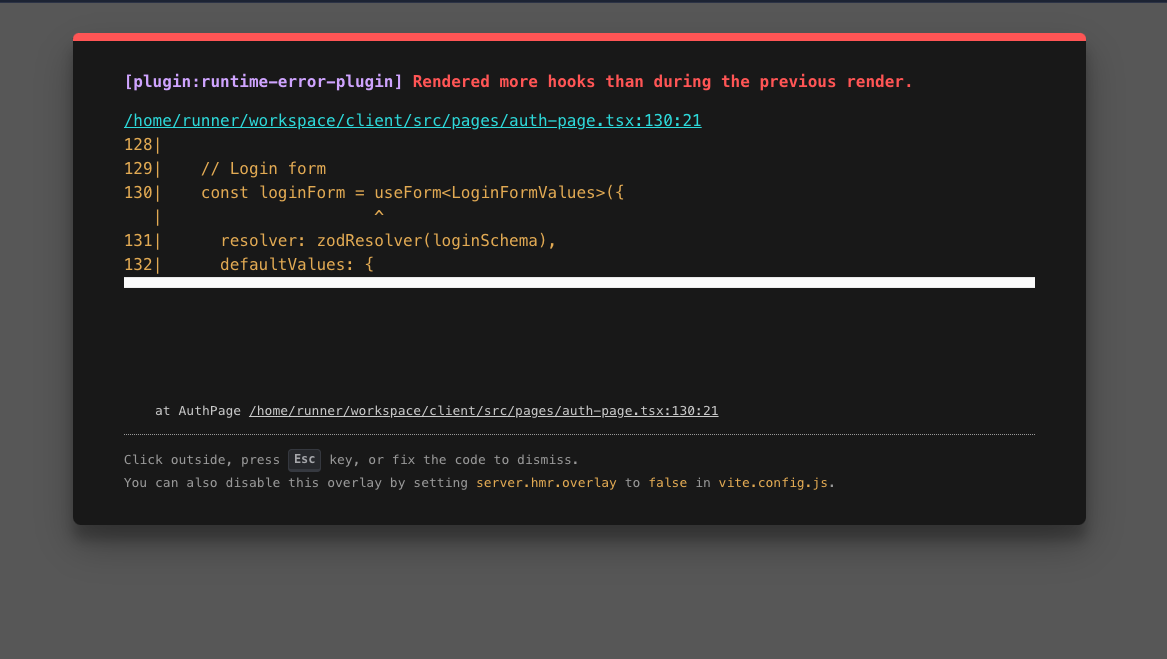 [plugin:runtime-error-plugin] Rendered more hooks than during the previous render.
/home/runner/workspace/client/src/pages/auth-page.tsx:130:21
128|
129|    // Login form
130|    const loginForm = useForm<LoginFormValues>({
   |                      ^
131|      resolver: zodResolver(loginSchema),
132|      defaultValues: {
at AuthPage /home/runner/workspace/client/src/pages/auth-page.tsx:130:21
Click outside, press Esc key, or fix the code to dismiss.
You can also disable this overlay by setting server.hmr.overlay to false in vite.config.js.